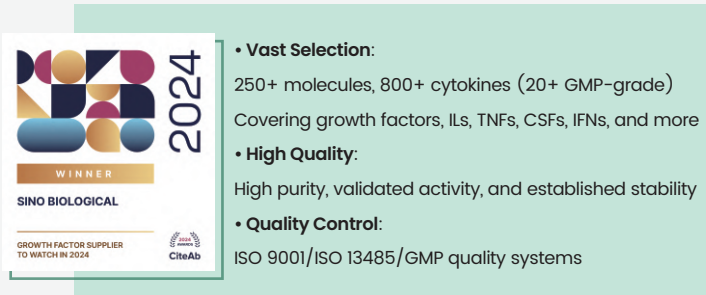 2024
WINNER
SINO BIOLOGICAL
GROWTH FACTOR SUPPLIER
TO WATCH IN 2024
2024
AWARDS
CiteAb
• Vast Selection:
250+ molecules, 800+ cytokines (20+ GMP-grade)
Covering growth factors, ILs, TNFs, CSFs, IFNs, and more
• High Quality:
High purity, validated activity, and established stability
• Quality Control:
ISO 9001/ISO 13485/GMP quality systems